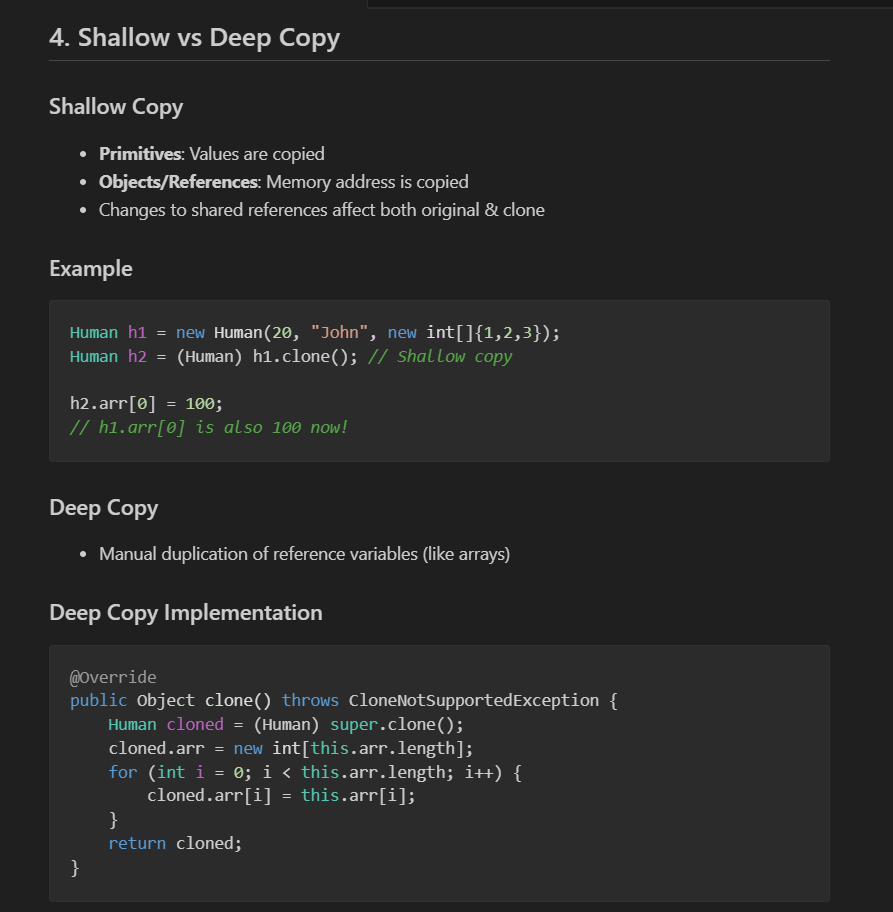 4. Shallow vs Deep Copy
Shallow Copy
• Primitives: Values are copied
• Objects/References: Memory address is copied
• Changes to shared references affect both original & clone
Example
Human h1 = new Human(20, "John", new int[]{1,2,3});
Human h2 = (Human) h1.clone(); // Shallow copy
h2.arr[0] = 100;
// h1.arr[0] is also 100 now!
Deep Copy
• Manual duplication of reference variables (like arrays)
Deep Copy Implementation
@Override
public Object clone() throws CloneNotSupportedException {
    Human cloned = (Human) super.clone();
    cloned.arr = new int[this.arr.length];
    for (int i = 0; i < this.arr.length; i++) {
        cloned.arr[i] = this.arr[i];
    }
    return cloned;
}